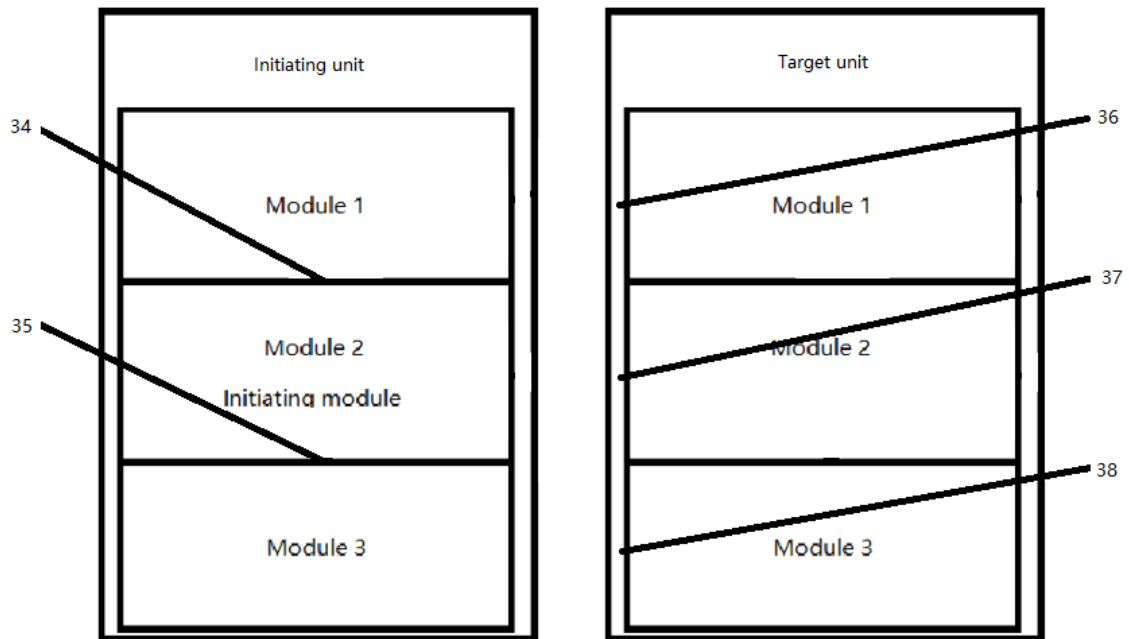 Initiating unit
Target unit
34
36
Module 1
Module 1
37
35
Module 2
Module 2
Initiating module
38
Module 3
Module 3